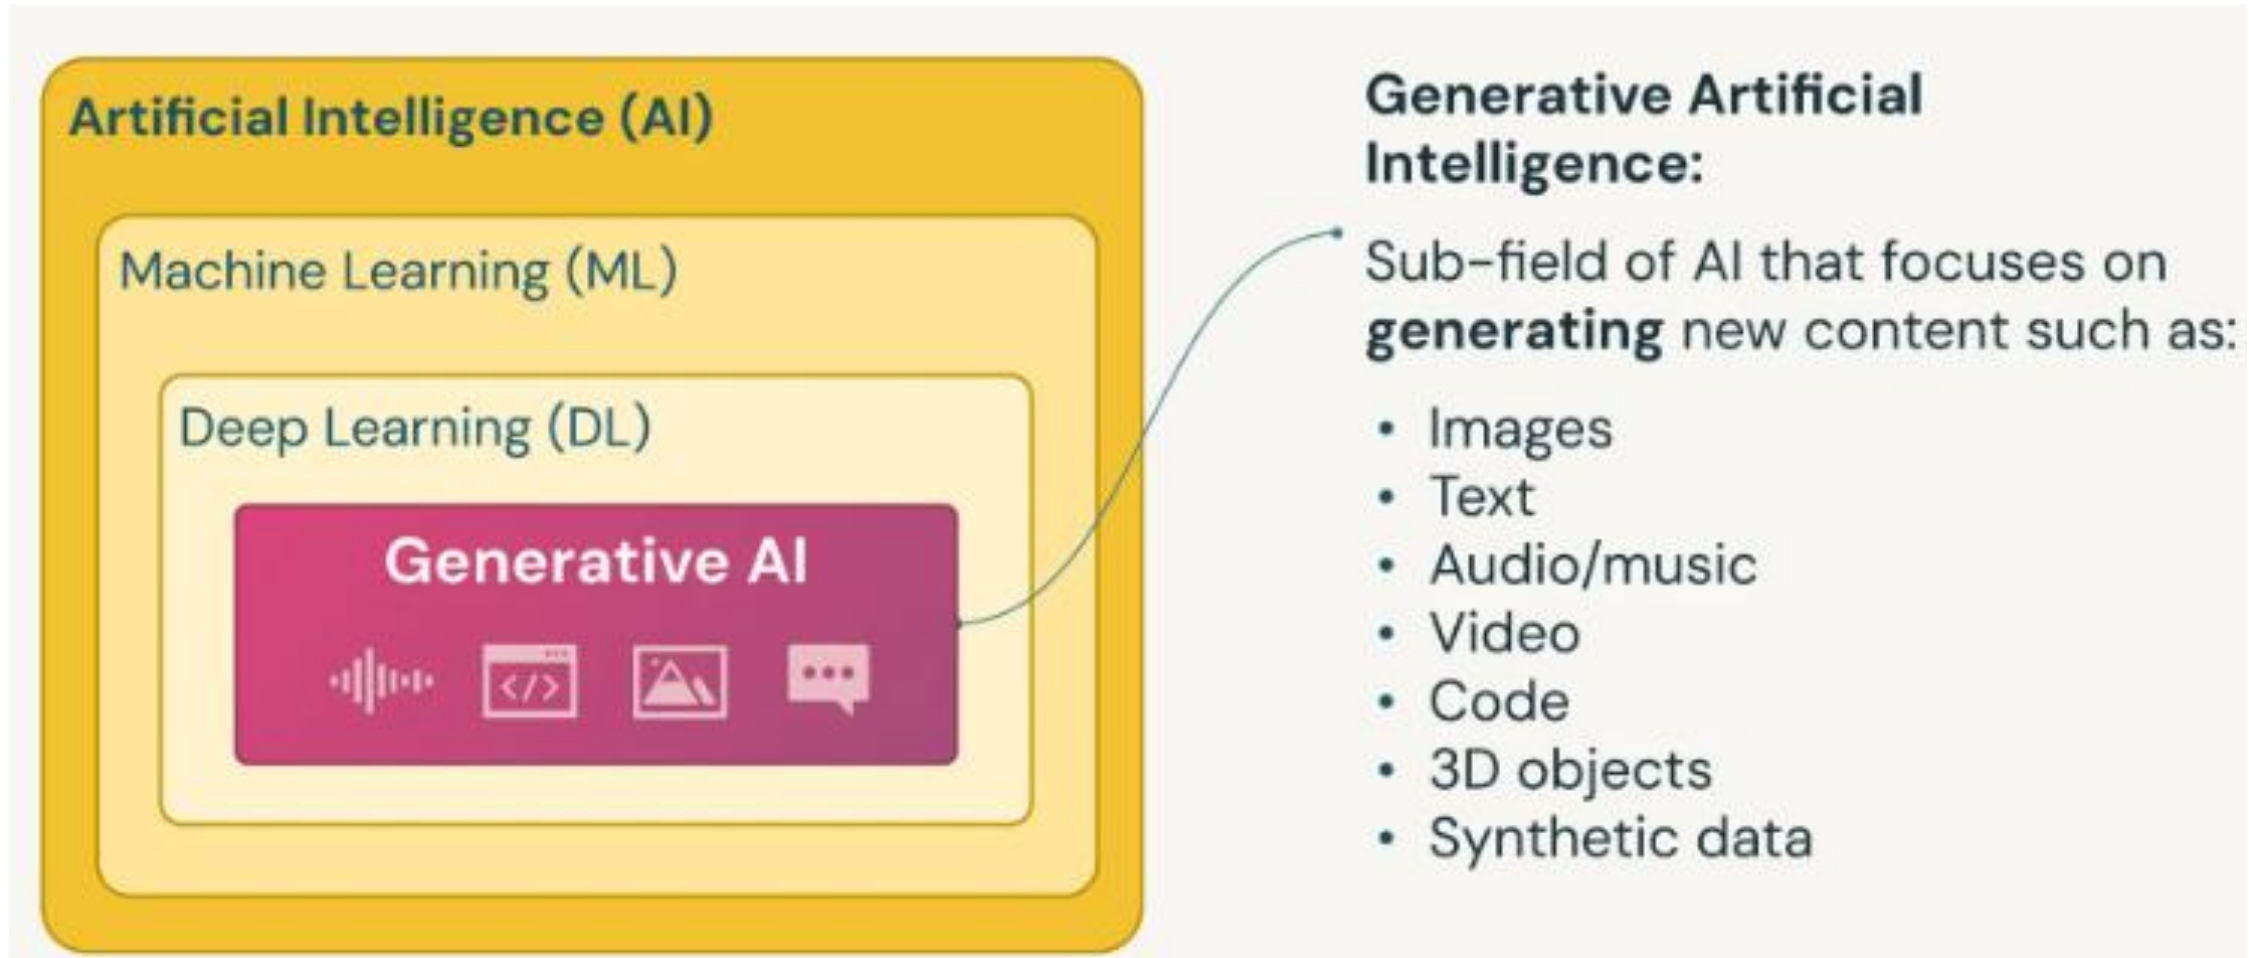 Artificial Intelligence (AI)
Machine Learning (ML)
Deep Learning (DL)
Generative AI
</>
Generative Artificial
Intelligence:
Sub-field of AI that focuses on
generating new content such as:
• Images
• Text
• Audio/music
• Video
• Code
• 3D objects
• Synthetic data